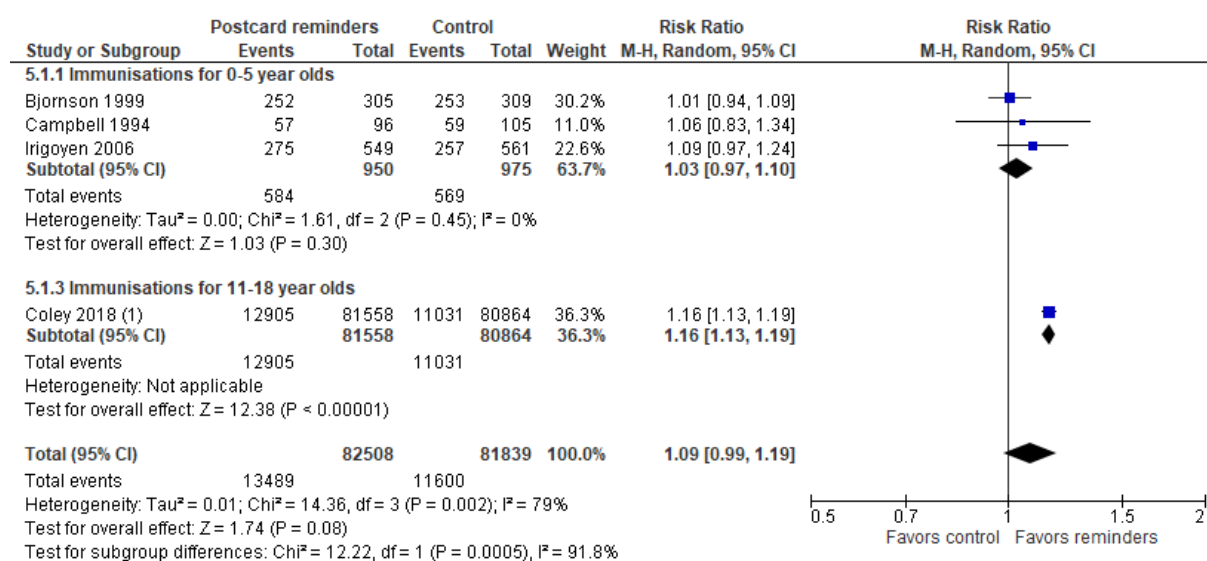 Postcard reminders Control Risk Ratio Risk Ratio
Study or Subgroup Events Total Events Total Weight M-H, Random, 95% CI M-H, Random, 95% CI
5.1.1 Immunisations for 0-5 year olds
Bjornson 1999 252 305 253 309 30.2% 1.01 [0.94, 1.09]
Campbell 1994 57 96 59 105 11.0% 1.06 [0.83, 1.34]
Irigoyen 2006 275 549 257 561 22.6% 1.09 [0.97, 1.24]
Subtotal (95% CI) 950 975 63.7% 1.03 [0.97, 1.10]
Total events 584 569
Heterogeneity: Tau² = 0.00; Chi² = 1.61, df = 2 (P = 0.45); I² = 0%
Test for overall effect: Z = 1.03 (P = 0.30)
5.1.3 Immunisations for 11-18 year olds
Coley 2018 (1) 12905 81558 11031 80864 36.3% 1.16 [1.13, 1.19]
Subtotal (95% CI) 81558 80864 36.3% 1.16 [1.13, 1.19]
Total events 12905 11031
Heterogeneity: Not applicable
Test for overall effect: Z = 12.38 (P < 0.00001)
Total (95% CI) 82508 81839 100.0% 1.09 [0.99, 1.19]
Total events 13489 11600
Heterogeneity: Tau² = 0.01; Chi² = 14.36, df = 3 (P = 0.002); I² = 79%
Test for overall effect: Z = 1.74 (P = 0.08)
Test for subgroup differences: Chi² = 12.22, df = 1 (P = 0.0005), I² = 91.8%
0.5 0.7 1 1.5 2
Favors control Favors reminders